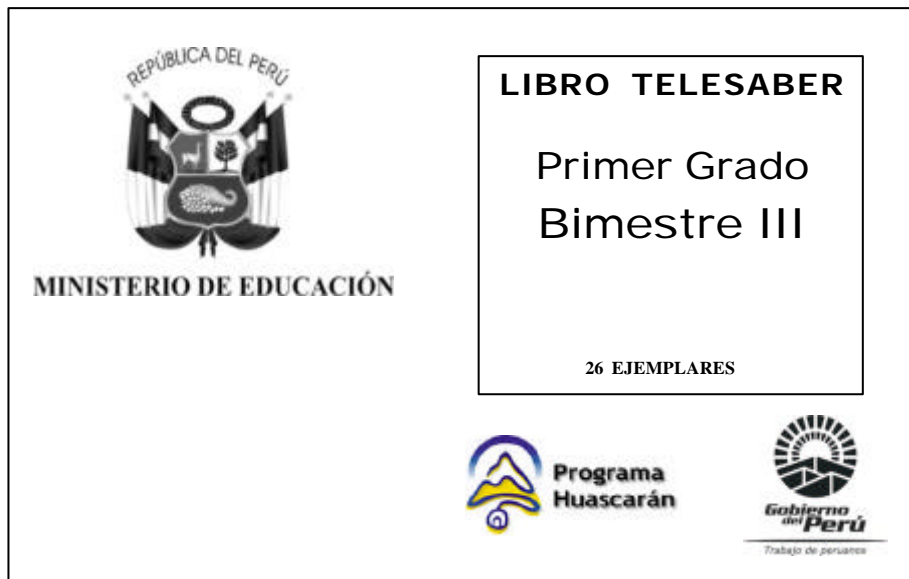 REPÚBLICA DEL PERÚ
MINISTERIO DE EDUCACIÓN
LIBRO TELESABER
Primer Grado
Bimestre III
26 EJEMPLARES
Programa
Huascarán
Gobierno
del Perú
Trabajo de peruanos